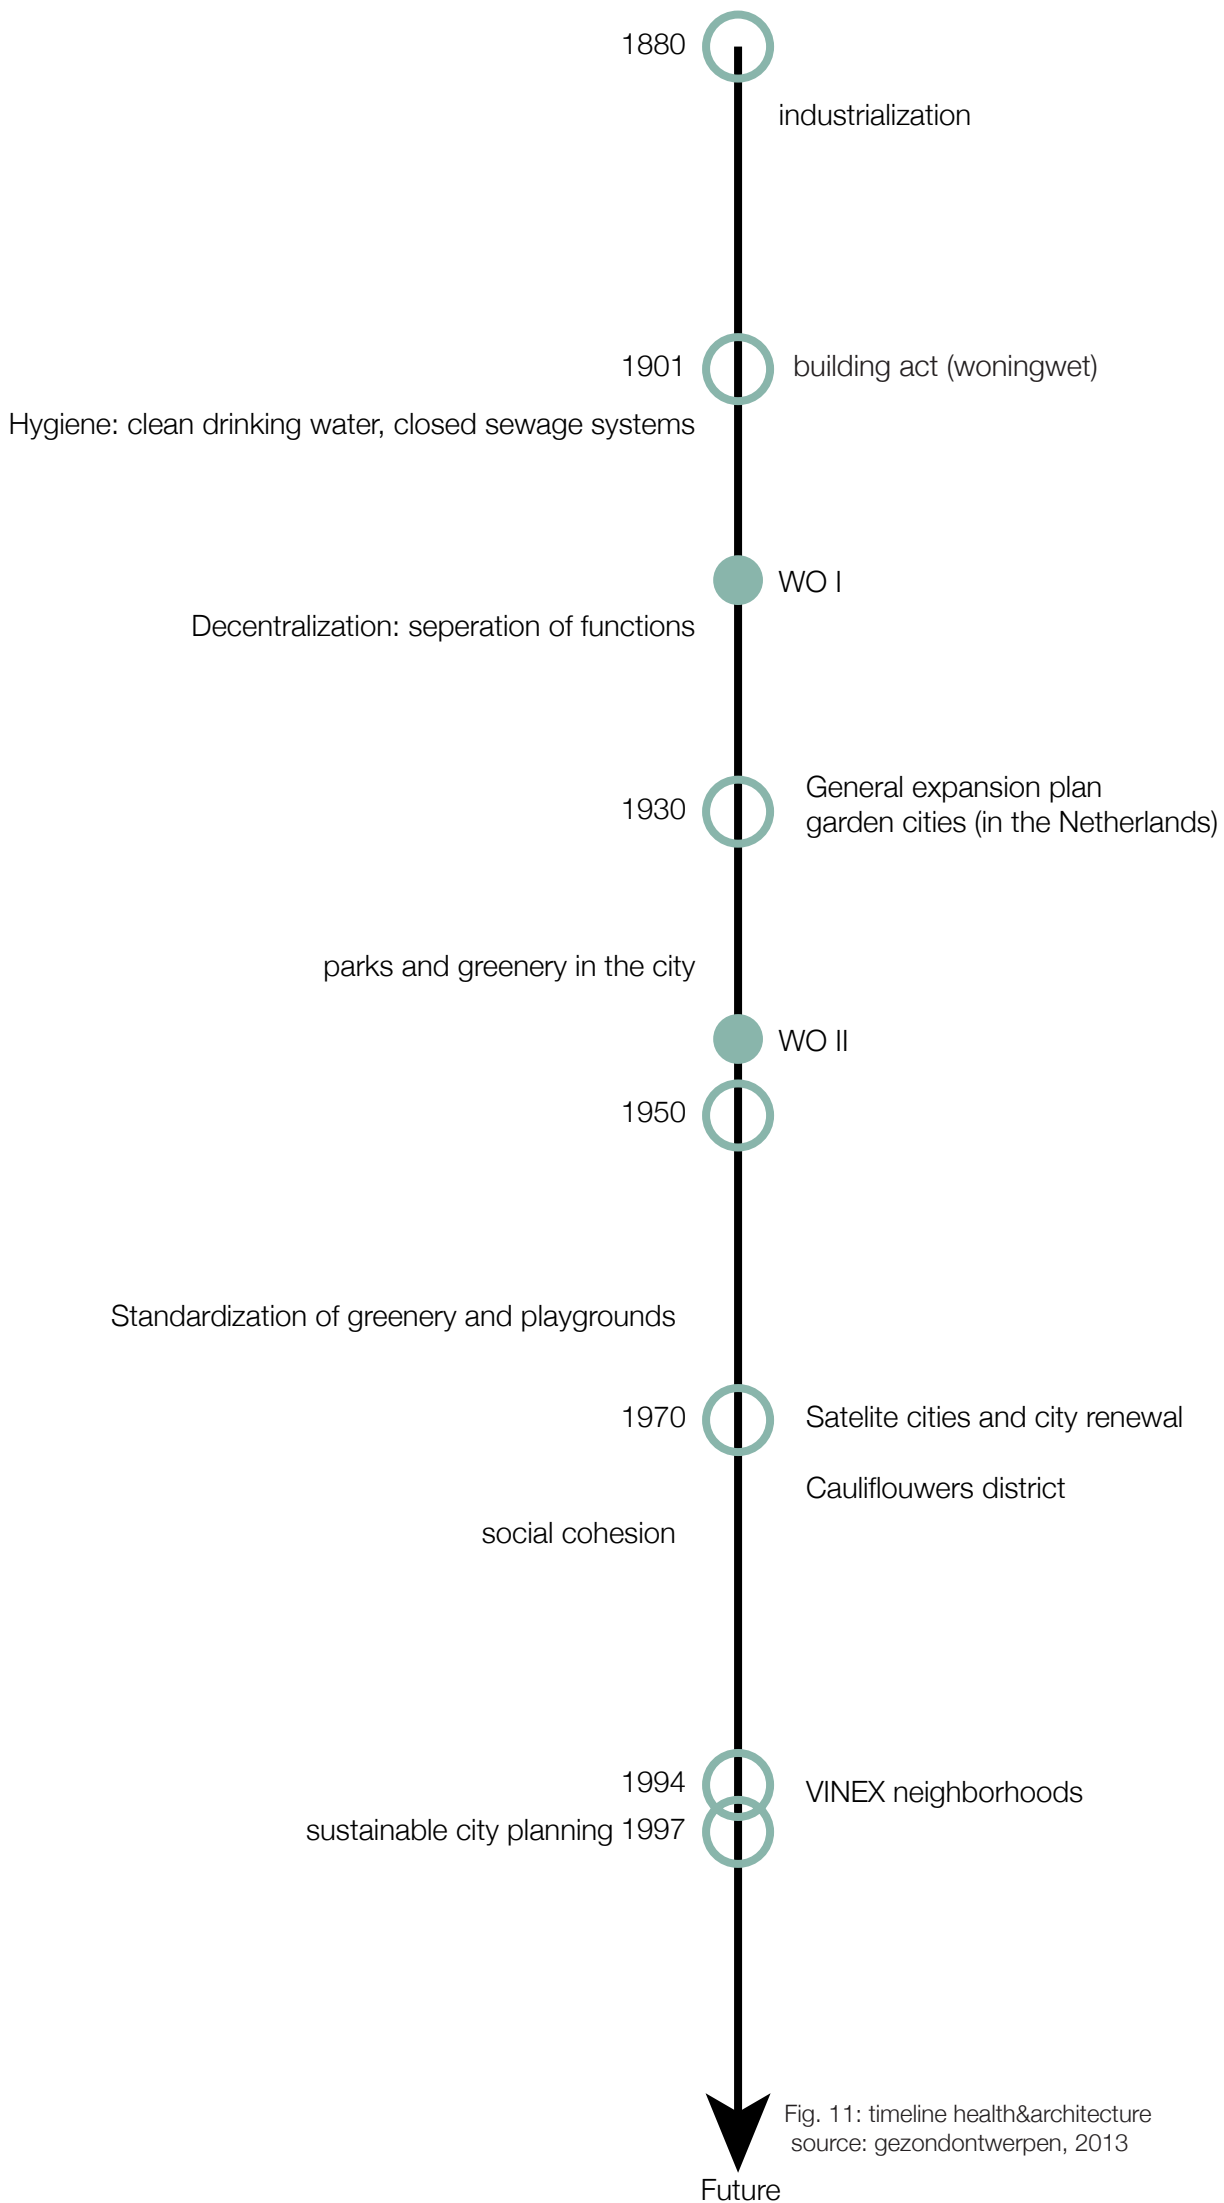 1880
industrialization
1901
building act (woningwet)
Hygiene: clean drinking water, closed sewage systems
WO I
Decentralization: seperation of functions
General expansion plan
1930
garden cities (in the Netherlands)
parks and greenery in the city
WO II
1950
Standardization of greenery and playgrounds
1970
Satelite cities and city renewal
Cauliflouwers district
social cohesion
1994
VINEX neighborhoods
sustainable city planning 1997
Fig. 11: timeline health&architecture
source: gezondontwerpen, 2013
Future